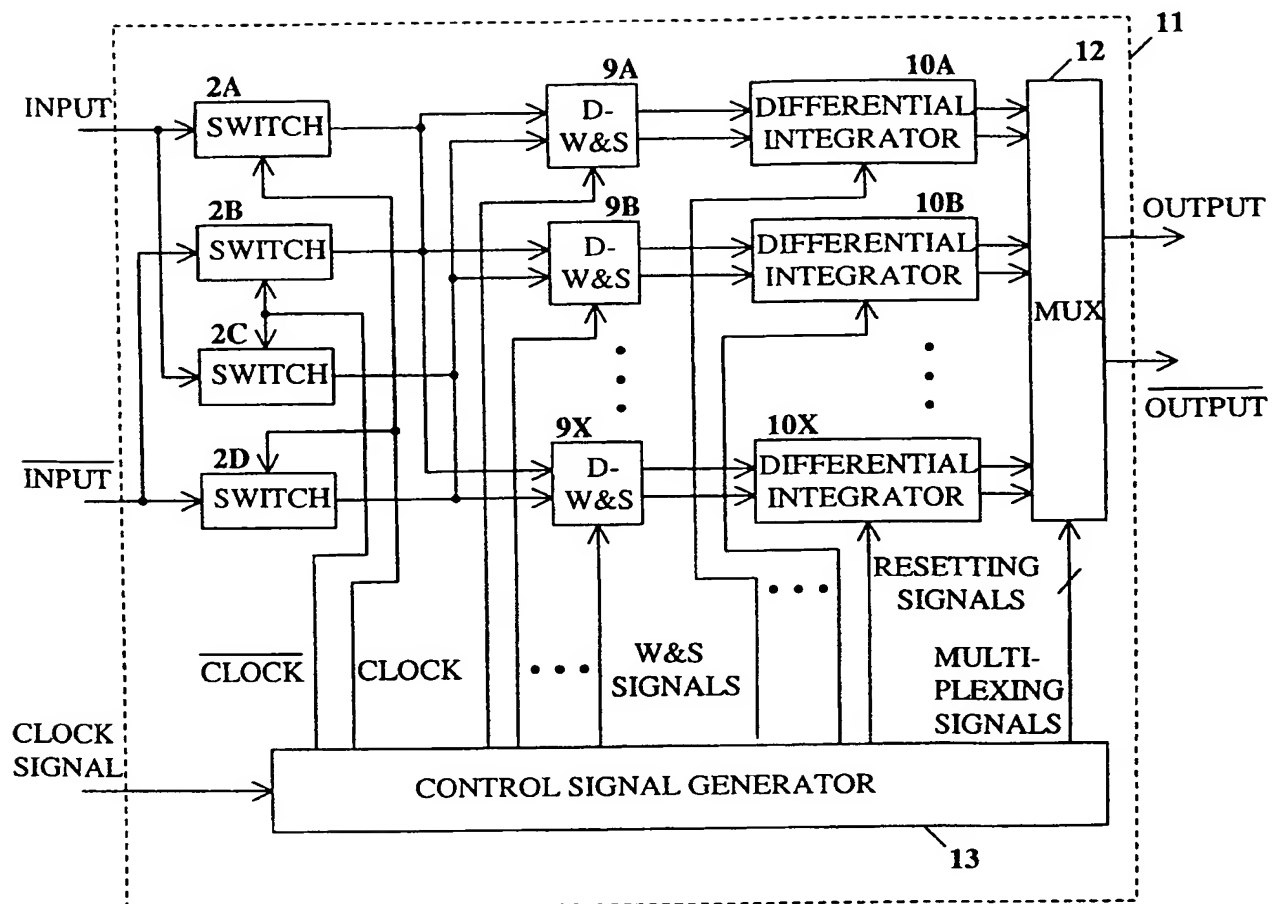 11
12
9A
10A
2A
INPUT
SWITCH
D-
W&S
DIFFERENTIAL
INTEGRATOR
9B
10B
2B
OUTPUT
SWITCH
D-
W&S
DIFFERENTIAL
INTEGRATOR
MUX
2C
SWITCH
OUTPUT
9X
10X
2D
INPUT
SWITCH
D-
W&S
DIFFERENTIAL
INTEGRATOR
RESETTING
SIGNALS
CLOCK
CLOCK
W&S
SIGNALS
MULTI-
PLEXING
SIGNALS
CLOCK
SIGNAL
CONTROL SIGNAL GENERATOR
13